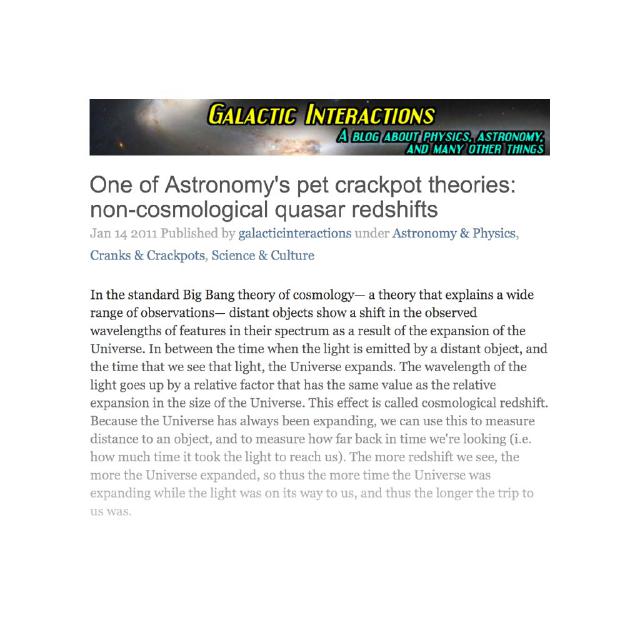 Galactic Interactions
A blog about physics, astronomy,
and many other things
One of Astronomy's pet crackpot theories:
non-cosmological quasar redshifts
Jan 14 2011 Published by galacticinteractions under Astronomy & Physics,
Cranks & Crackpots, Science & Culture
In the standard Big Bang theory of cosmology— a theory that explains a wide
range of observations— distant objects show a shift in the observed
wavelengths of features in their spectrum as a result of the expansion of the
Universe. In between the time when the light is emitted by a distant object, and
the time that we see that light, the Universe expands. The wavelength of the
light goes up by a relative factor that has the same value as the relative
expansion in the size of the Universe. This effect is called cosmological redshift.
Because the Universe has always been expanding, we can use this to measure
distance to an object, and to measure how far back in time we're looking (i.e.
how much time it took the light to reach us). The more redshift we see, the
more the Universe expanded, so thus the more time the Universe was
expanding while the light was on its way to us, and thus the longer the trip to
us was.